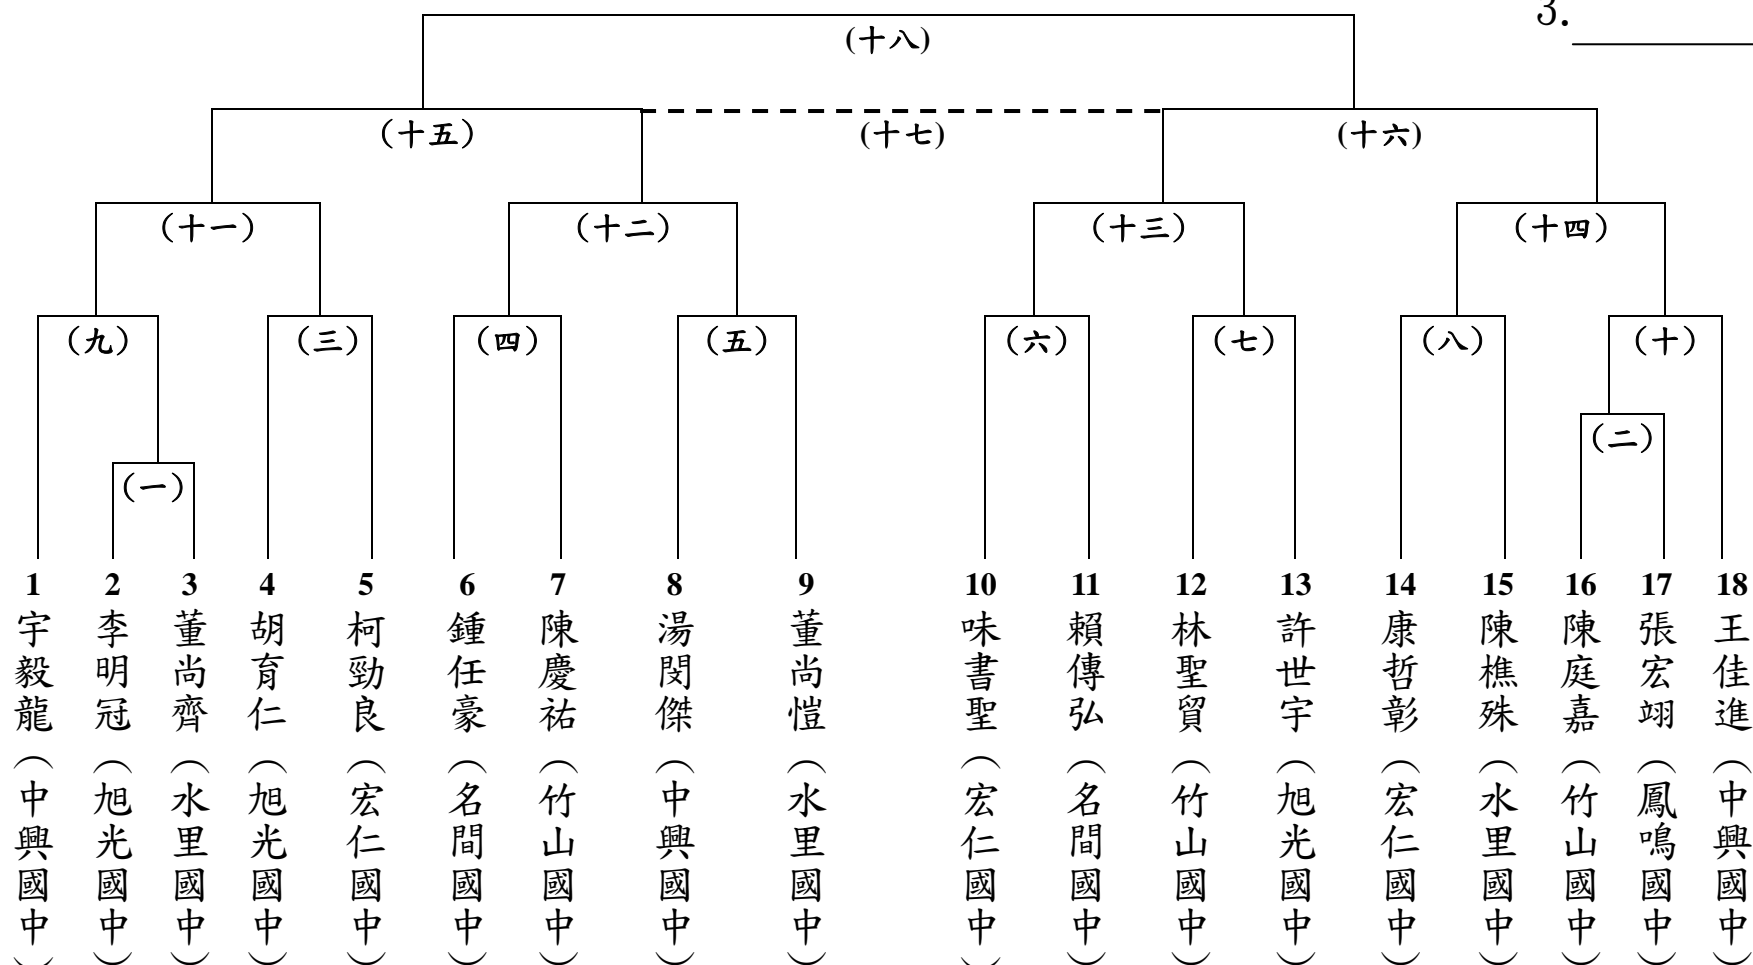 3.
(十八)
(十五)
(十七)
(十六)
(十一)
(十二)
(十三)
(十四)
(九)
(三)
(四)
(五)
(六)
(七)
(八)
(十)
(二)
(一)
1
2
3
4
5
6
7
8
9
10
11
12
13
14
15
16
17
18
宇毅龍(中興國中)
李明冠(旭光國中)
董尚齊(水里國中)
胡育仁(旭光國中)
柯勁良(宏仁國中)
鍾任豪(名間國中)
陳慶祐(竹山國中)
湯閔傑(中興國中)
董尚愷(水里國中)
味書聖(宏仁國中)
賴傳弘(名間國中)
林聖貿(竹山國中)
許世宇(旭光國中)
康哲彰(宏仁國中)
陳樵殊(水里國中)
陳庭嘉(竹山國中)
張宏翊(鳳鳴國中)
王佳進(中興國中)